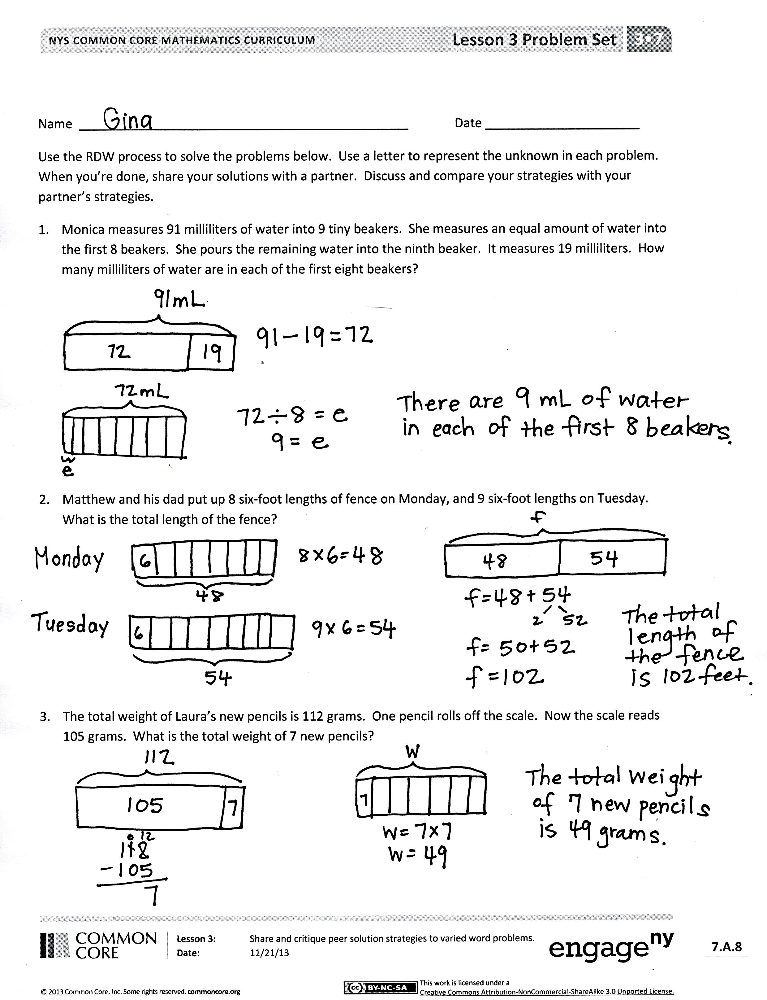 NYS COMMON CORE MATHEMATICS CURRICULUM Lesson 3 Problem Set 3•7
Name Gina Date
Use the RDW process to solve the problems below. Use a letter to represent the unknown in each problem.
When you're done, share your solutions with a partner. Discuss and compare your strategies with your
partner's strategies.
1. Monica measures 91 milliliters of water into 9 tiny beakers. She measures an equal amount of water into
the first 8 beakers. She pours the remaining water into the ninth beaker. It measures 19 milliliters. How
many milliliters of water are in each of the first eight beakers?
91mL
72 19
91-19=72
72mL
e
72÷8=e
9=e
There are 9 mL of water
in each of the first 8 beakers.
2. Matthew and his dad put up 8 six-foot lengths of fence on Monday, and 9 six-foot lengths on Tuesday.
What is the total length of the fence?
Monday 6
48
8×6=48
Tuesday 6
54
9×6=54
f
48 54
f=48+54
2 52
f=50+52
f=102
The total
length of
the fence
is 102 feet.
3. The total weight of Laura's new pencils is 112 grams. One pencil rolls off the scale. Now the scale reads
105 grams. What is the total weight of 7 new pencils?
112
105 7
0 12
112
-105
7
W
7
W=7×7
W=49
The total weight
of 7 new pencils
is 49 grams.
COMMON
CORE
Lesson 3: Share and critique peer solution strategies to varied word problems.
Date: 11/21/13
engageny
7.A.8
© 2013 Common Core, Inc. Some rights reserved. commoncore.org
cc BY-NC-SA
This work is licensed under a
Creative Commons Attribution-NonCommercial-ShareAlike 3.0 Unported License.